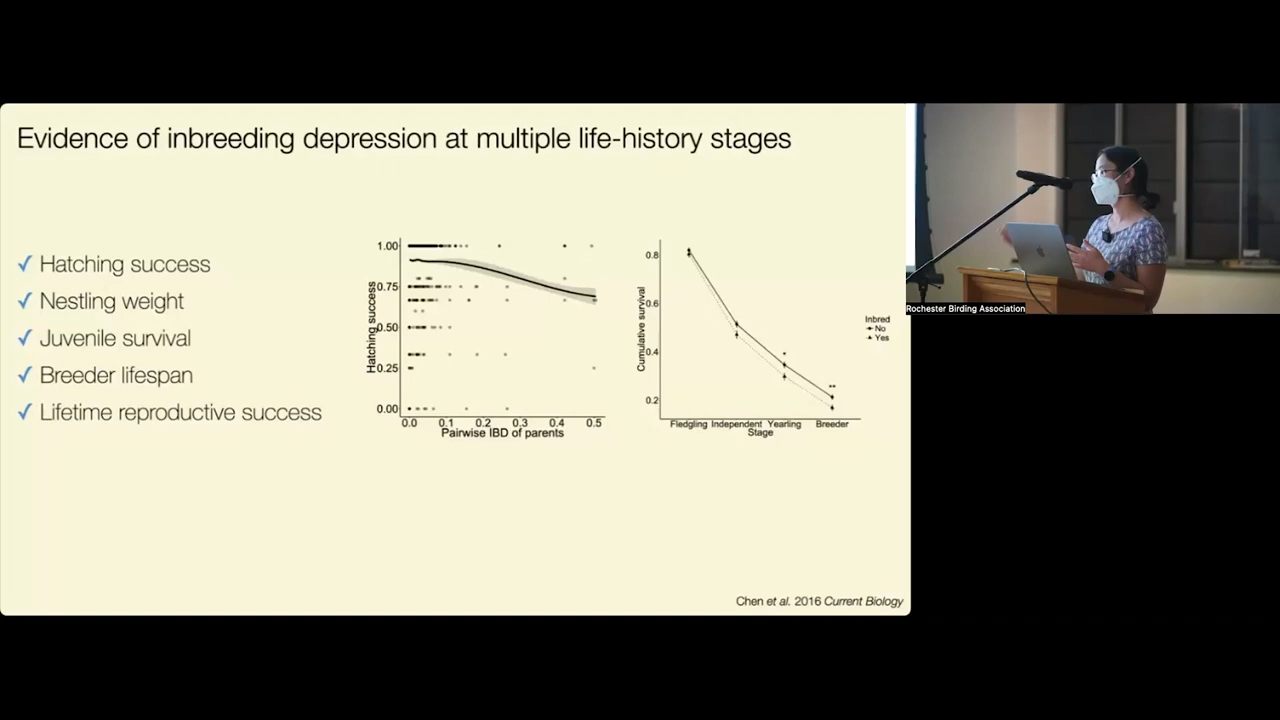 Evidence of inbreeding depression at multiple life-history stages
✓ Hatching success
✓ Nestling weight
✓ Juvenile survival
✓ Breeder lifespan
✓ Lifetime reproductive success
Hatching success
1.00
0.75
0.50
0.25
0.00
0.0 0.1 0.2 0.3 0.4 0.5
Pairwise IBD of parents
Cumulative survival
0.8
0.6
0.4
0.2
*
**
Fledgling Independent Yearling Breeder
Stage
Inbred
No
Yes
Chen et al. 2016 Current Biology
Rochester Birding Association